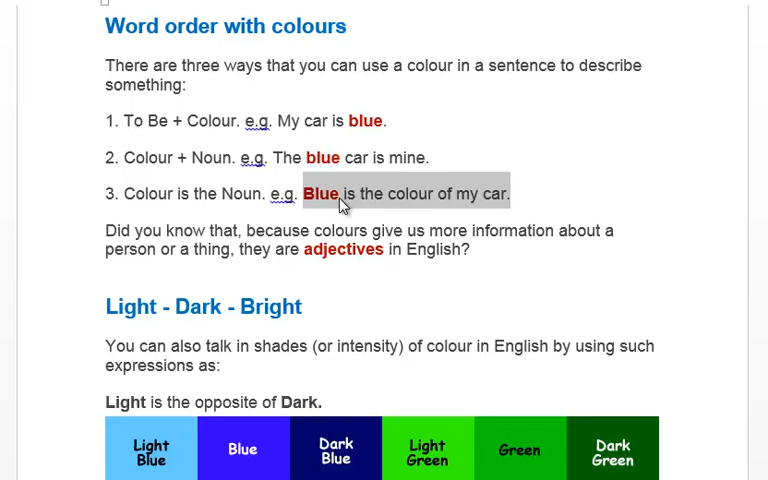 Word order with colours
There are three ways that you can use a colour in a sentence to describe
something:
1. To Be + Colour. e.g. My car is blue.
2. Colour + Noun. e.g. The blue car is mine.
3. Colour is the Noun. e.g. Blue is the colour of my car.
Did you know that, because colours give us more information about a
person or a thing, they are adjectives in English?
Light - Dark - Bright
You can also talk in shades (or intensity) of colour in English by using such
expressions as:
Light is the opposite of Dark.
Light Blue
Blue
Dark Blue
Light Green
Green
Dark Green